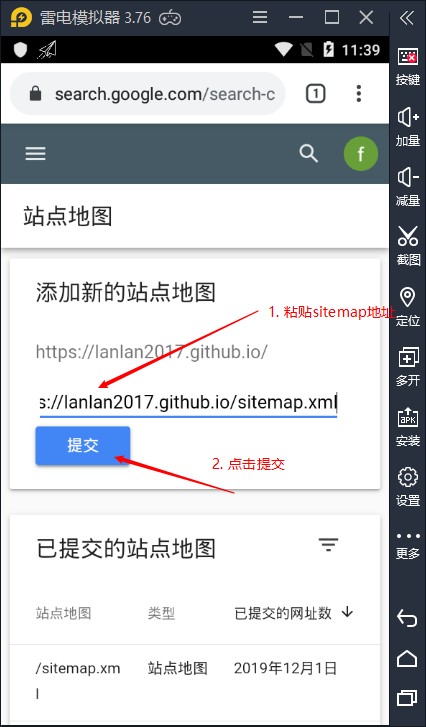 雷电模拟器 3.76
11:39
search.google.com/search-c
1
f
站点地图
添加新的站点地图
1. 粘贴sitemap地址
https://lanlan2017.github.io/
s://lanlan2017.github.io/sitemap.xml
提交
2. 点击提交
已提交的站点地图
站点地图 类型 已提交的网址数
/sitemap.xm 站点地图 2019年12月1日
l
按键
加量
减量
截图
定位
多开
APK
安装
设置
更多